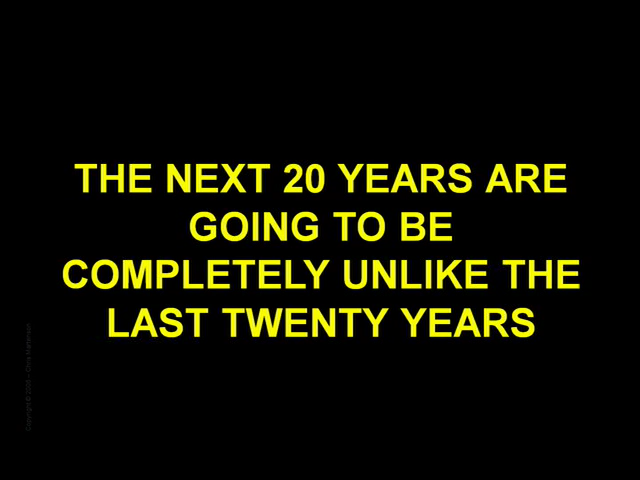 THE NEXT 20 YEARS ARE
GOING TO BE
COMPLETELY UNLIKE THE
LAST TWENTY YEARS